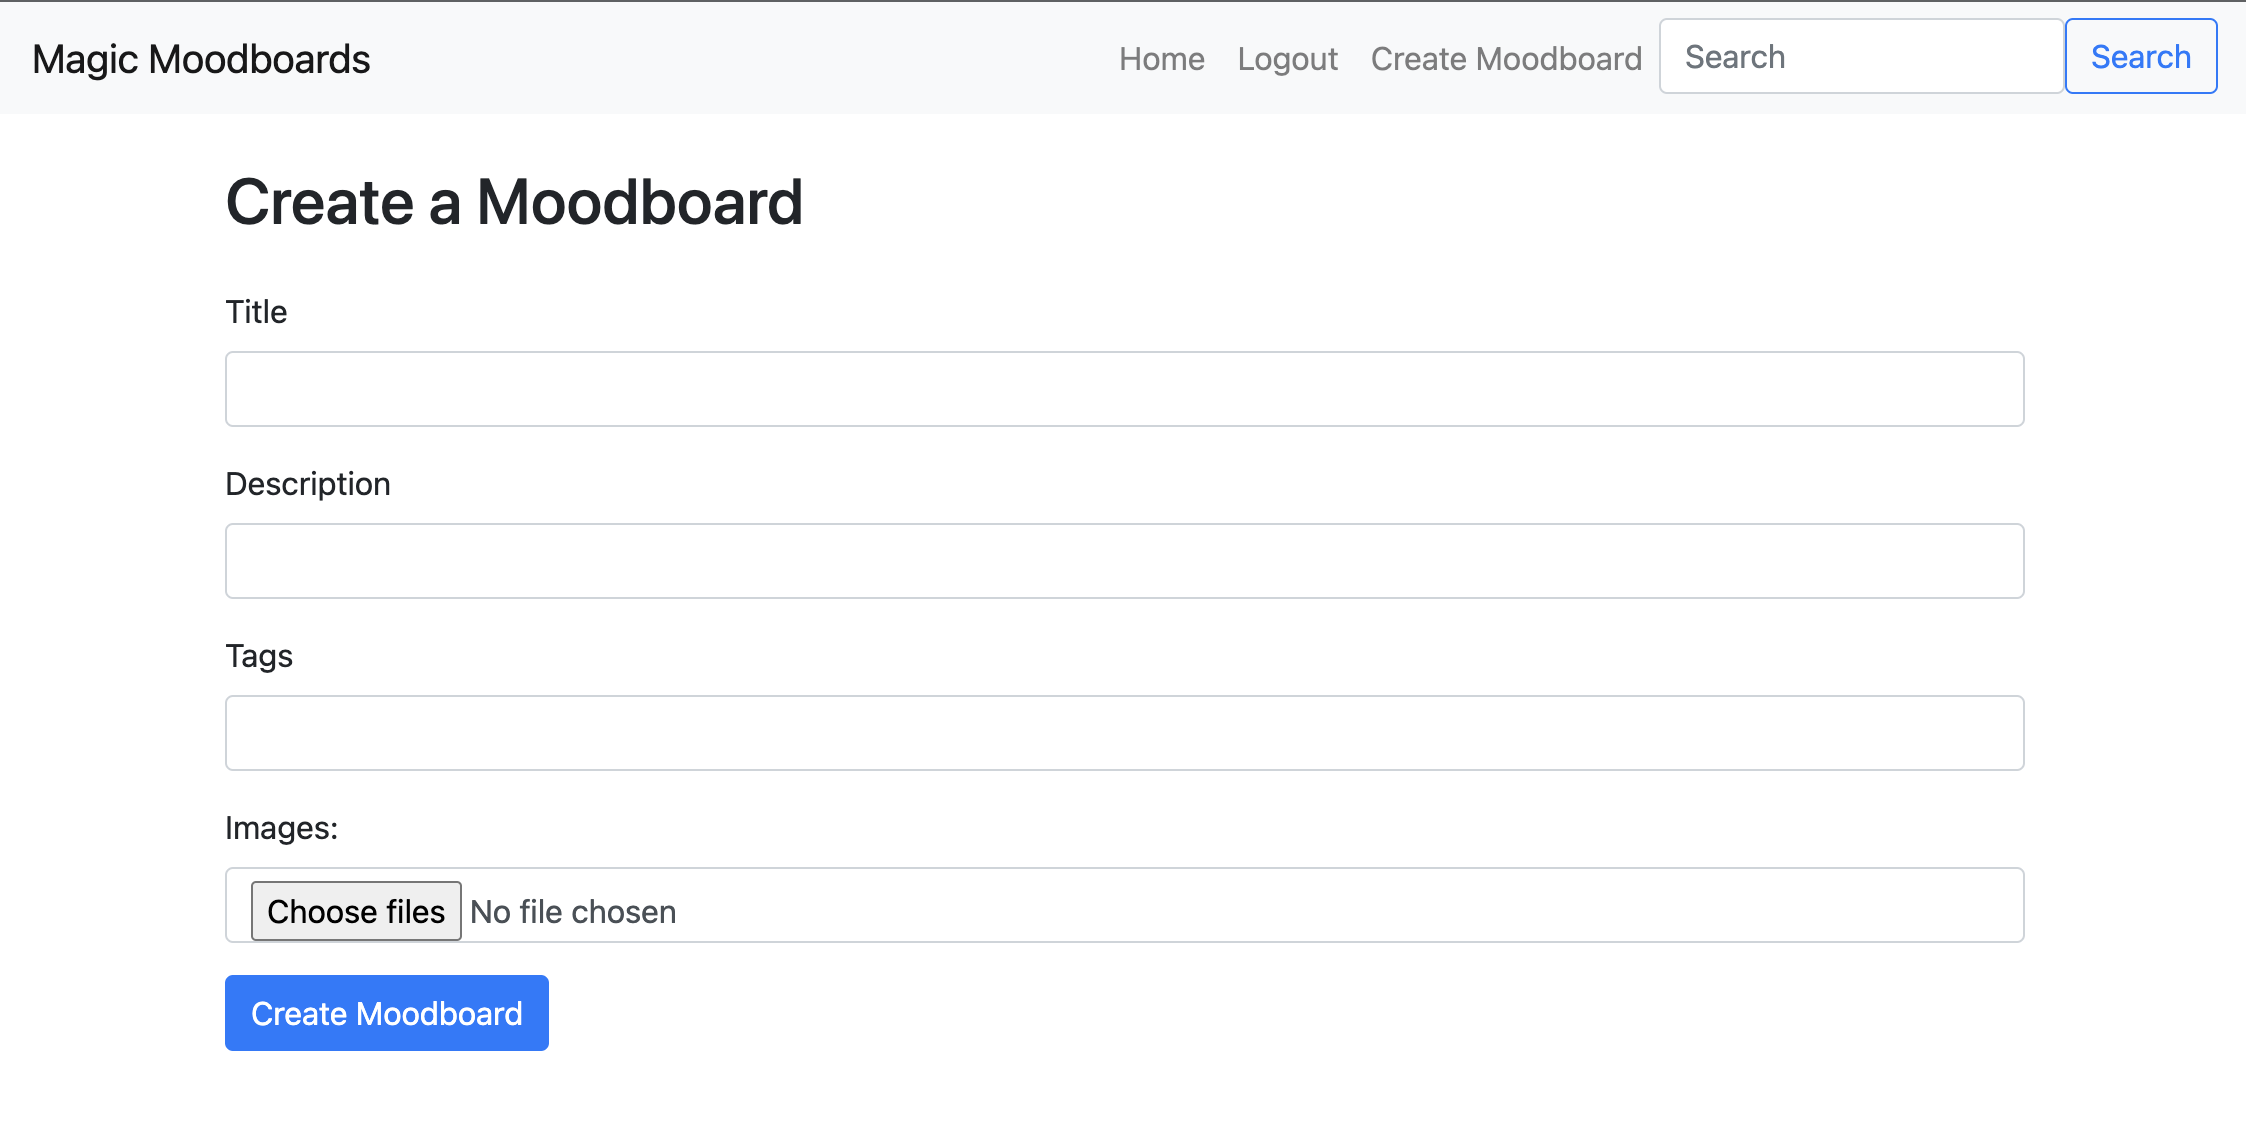 Magic Moodboards Home Logout Create Moodboard Search Search
Create a Moodboard
Title
Description
Tags
Images:
Choose files No file chosen
Create Moodboard